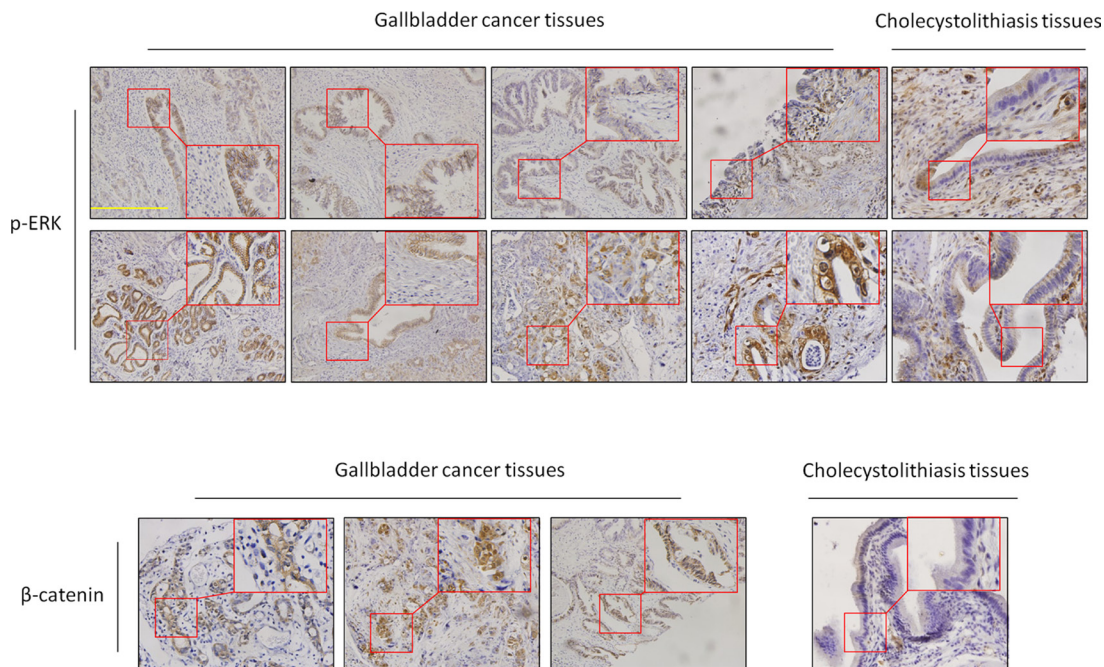 Gallbladder cancer tissues
Cholecystolithiasis tissues
p-ERK
Gallbladder cancer tissues
Cholecystolithiasis tissues
β-catenin